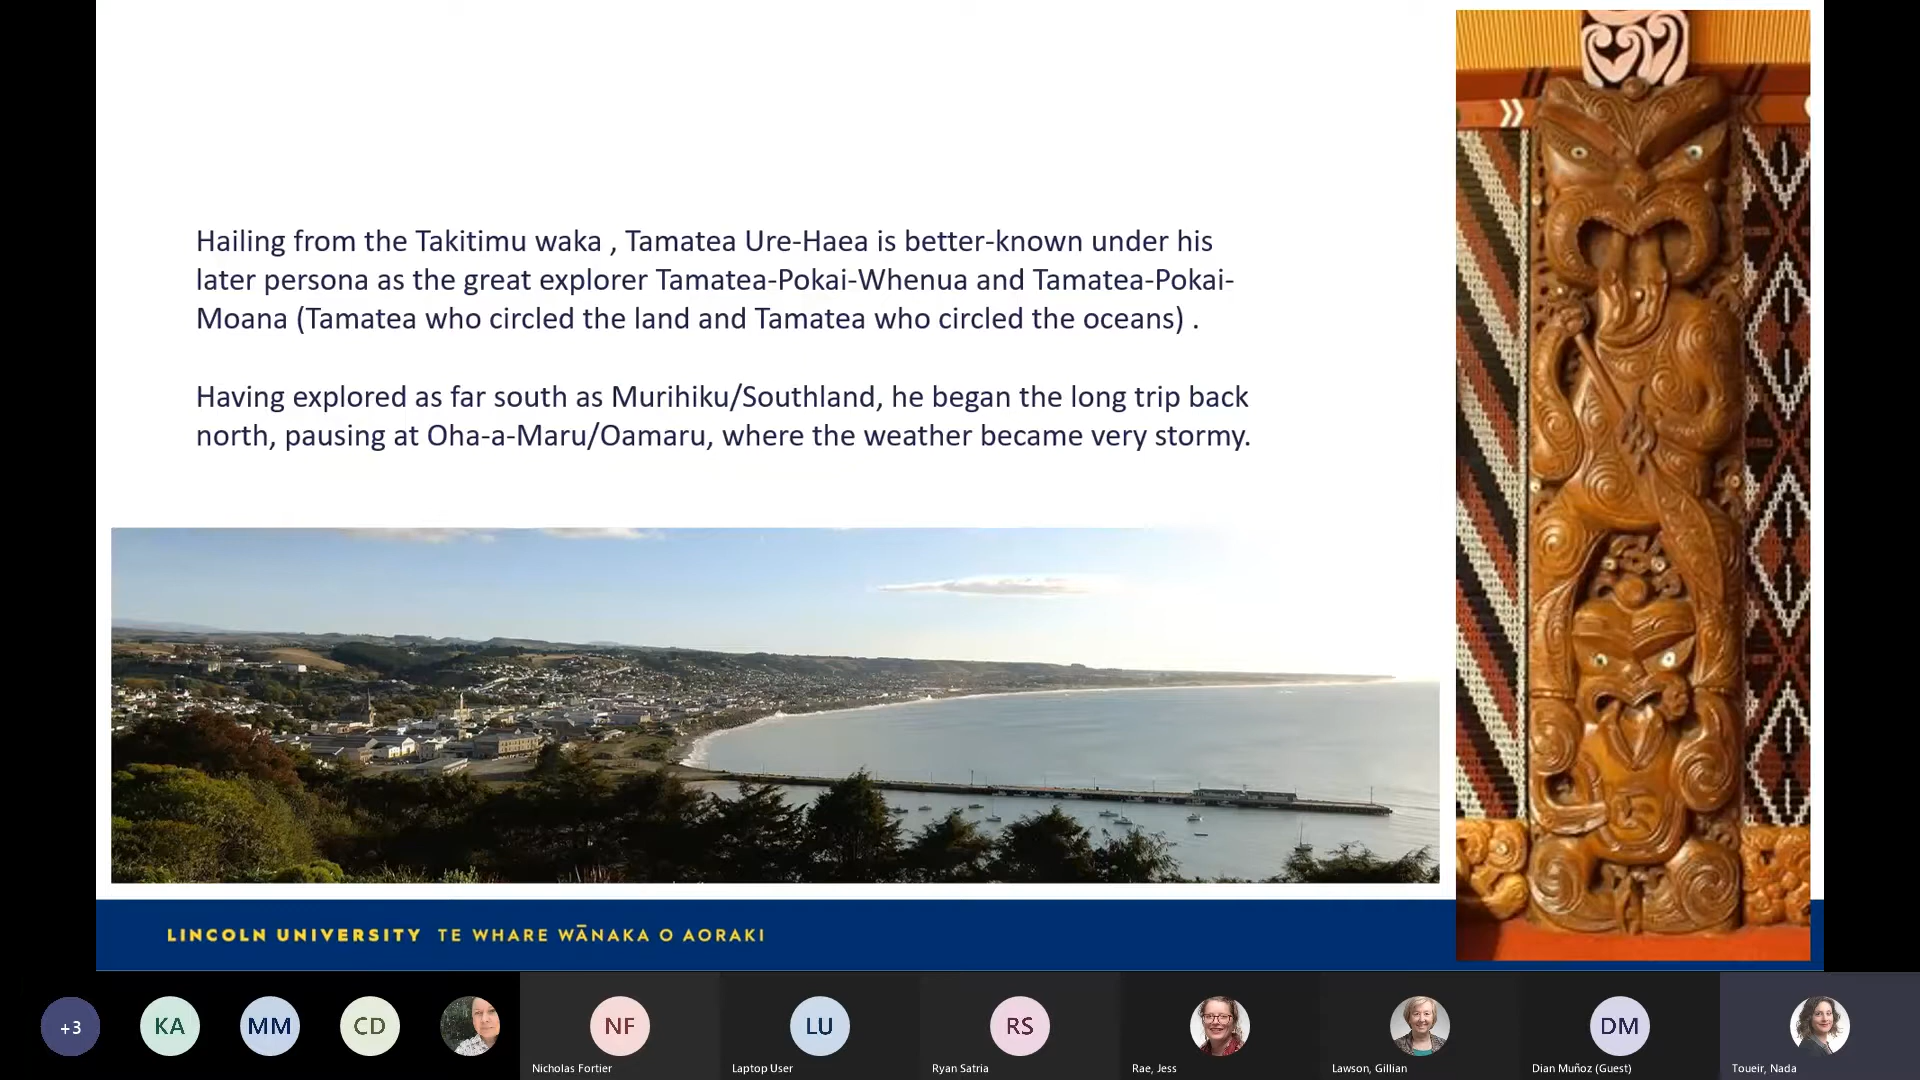 Hailing from the Takitimu waka , Tamatea Ure-Haea is better-known under his
later persona as the great explorer Tamatea-Pokai-Whenua and Tamatea-Pokai-
Moana (Tamatea who circled the land and Tamatea who circled the oceans) .
Having explored as far south as Murihiku/Southland, he began the long trip back
north, pausing at Oha-a-Maru/Oamaru, where the weather became very stormy.
LINCOLN UNIVERSITY TE WHARE WĀNAKA O AORAKI
+3
KA
MM
CD
NF
LU
RS
DM
Nicholas Fortier
Laptop User
Ryan Satria
Rae, Jess
Lawson, Gillian
Dian Muñoz (Guest)
Toueir, Nada